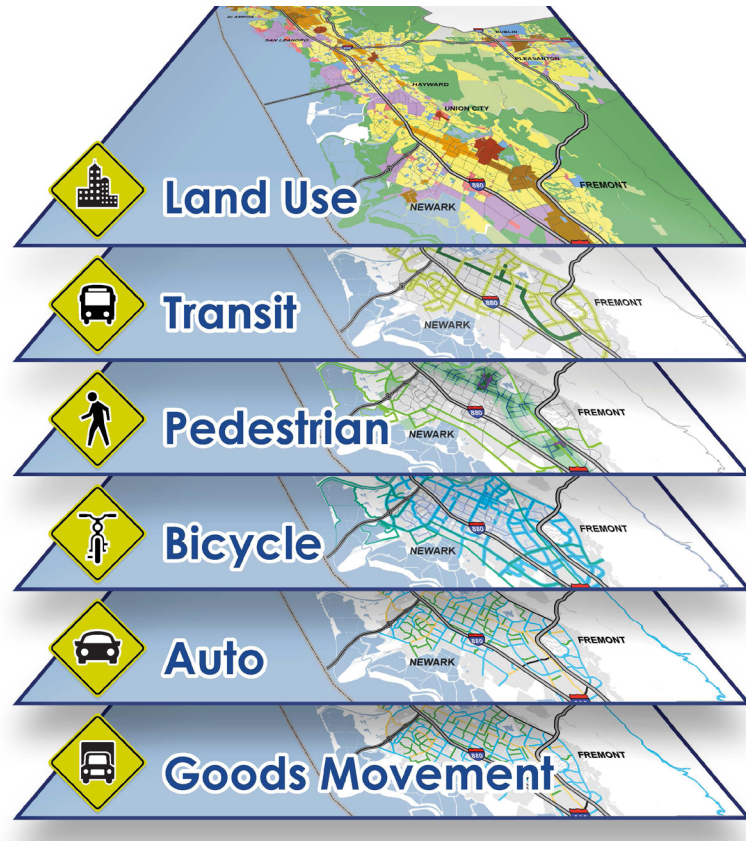 ALAMEDA
SAN LEANDRO
DUBLIN
PLEASANTON
HAYWARD
UNION CITY
880
FREMONT
NEWARK
Land Use
880
FREMONT
NEWARK
Transit
880
FREMONT
NEWARK
Pedestrian
880
FREMONT
NEWARK
Bicycle
880
FREMONT
NEWARK
Auto
880
FREMONT
Goods Movement